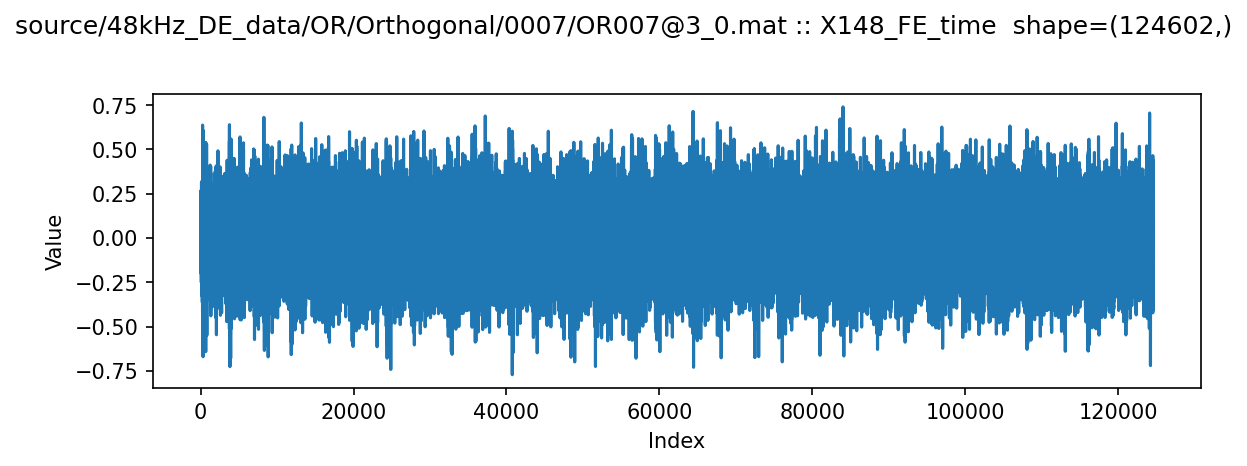 source/48kHz_DE_data/OR/Orthogonal/0007/OR007@3_0.mat :: X148_FE_time  shape=(124602,)
0.75
0.50
0.25
0.00
−0.25
−0.50
−0.75
Value
0 20000 40000 60000 80000 100000 120000
Index